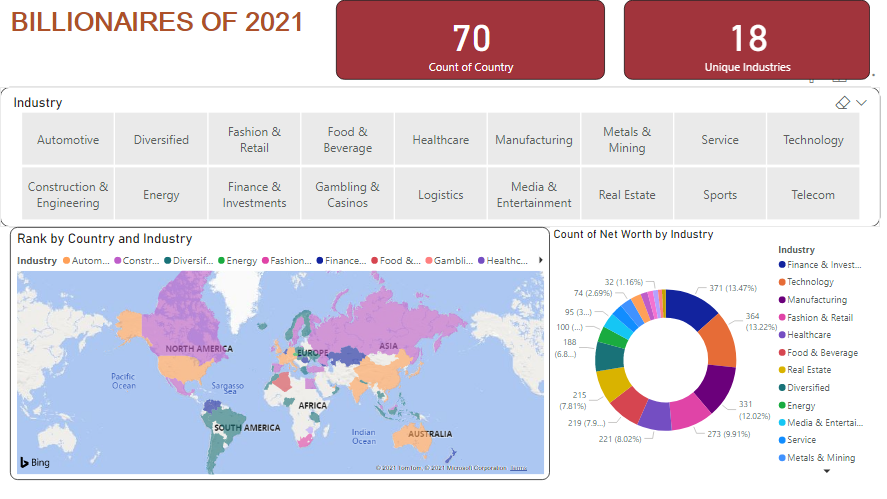 BILLIONAIRES OF 2021
70
Count of Country
18
Unique Industries
Industry
Automotive
Diversified
Fashion &
Retail
Food &
Beverage
Healthcare
Manufacturing
Metals &
Mining
Service
Technology
Construction &
Engineering
Energy
Finance &
Investments
Gambling &
Casinos
Logistics
Media &
Entertainment
Real Estate
Sports
Telecom
Rank by Country and Industry
Industry Autom... Constr... Diversif... Energy Fashion... Finance... Food &... Gambli... Healthc...
NORTH AMERICA
EUROPE
ASIA
Pacific
Ocean
Sargasso
Sea
AFRICA
SOUTH AMERICA
Indian
Ocean
AUSTRALIA
Bing
© 2021 TomTom, © 2021 Microsoft Corporation Terms
Count of Net Worth by Industry
32 (1.16%)
74 (2.69%)
95 (3...)
100 (...)
188
(6.8...)
215
(7.81%)
219 (7.9...)
221 (8.02%)
273 (9.91%)
331
(12.02%)
364
(13.22%)
371 (13.47%)
Industry
Finance & Invest...
Technology
Manufacturing
Fashion & Retail
Healthcare
Food & Beverage
Real Estate
Diversified
Energy
Media & Entertai...
Service
Metals & Mining